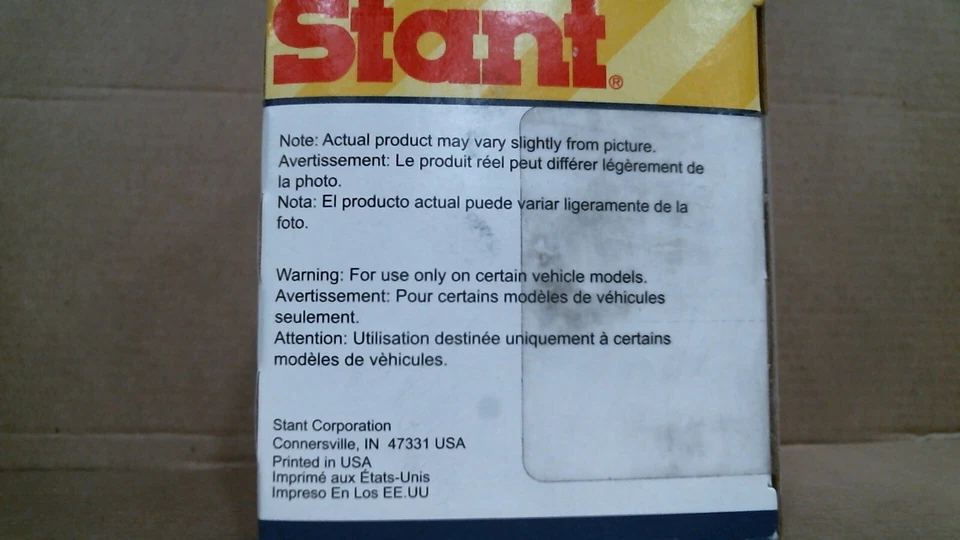 Stant®
Note: Actual product may vary slightly from picture.
Avertissement: Le produit réel peut différer légèrement de
la photo.
Nota: El producto actual puede variar ligeramente de la
foto.
Warning: For use only on certain vehicle models.
Avertissement: Pour certains modèles de véhicules
seulement.
Attention: Utilisation destinée uniquement à certains
modèles de vèhicules.
Stant Corporation
Connersville, IN 47331 USA
Printed in USA
Imprimé aux États-Unis
Impreso En Los EE.UU